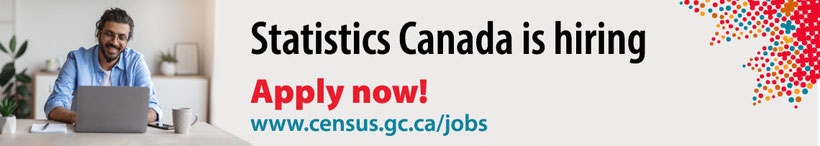 Statistics Canada is hiring
Apply now!
www.census.gc.ca/jobs